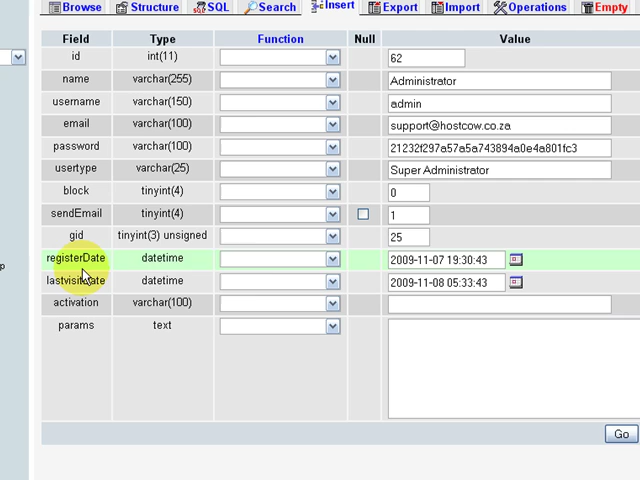 Browse Structure SQL Search Insert Export Import Operations Empty
Field Type Function Null Value
id int(11) 62
name varchar(255) Administrator
username varchar(150) admin
email varchar(100) support@hostcow.co.za
password varchar(100) 21232f297a57a5a743894a0e4a801fc3
usertype varchar(25) Super Administrator
block tinyint(4) 0
sendEmail tinyint(4) 1
gid tinyint(3) unsigned 25
registerDate datetime 2009-11-07 19:30:43
lastvisitDate datetime 2009-11-08 05:33:43
activation varchar(100)
params text
Go
p